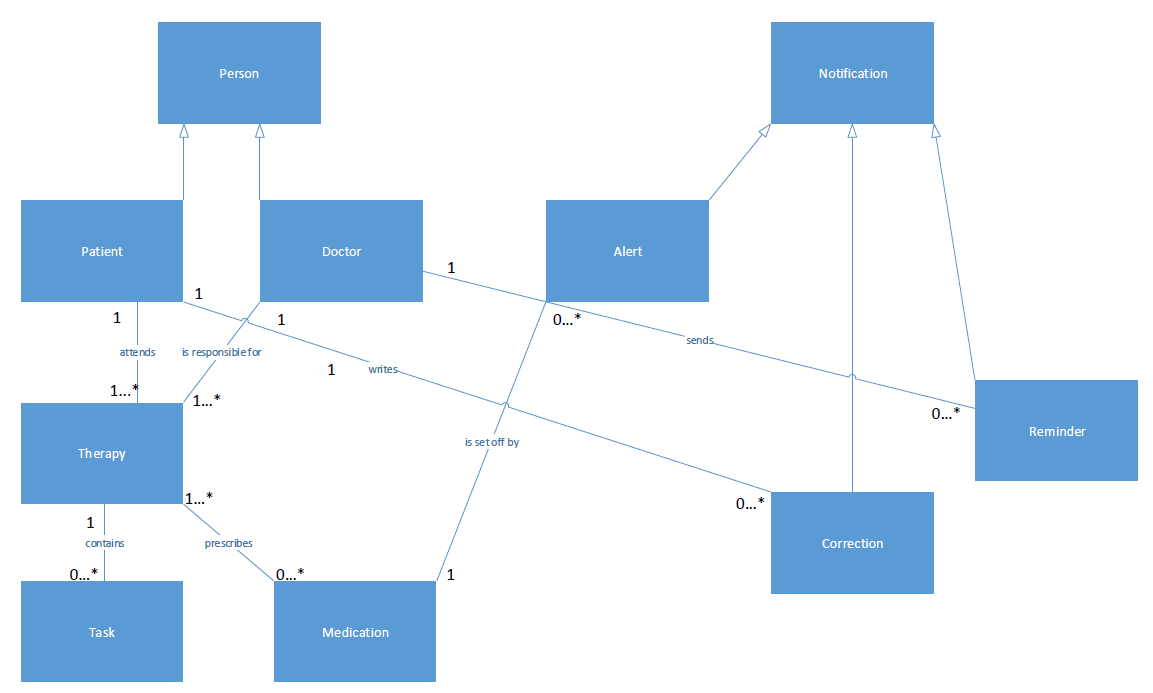 Person
Notification
Patient
Doctor
Alert
1
1
1
1
0...*
sends
attends
is responsible for
1
writes
1...*
1...*
0...*
Reminder
is set off by
Therapy
1...*
0...*
1
contains
prescribes
Correction
0...*
0...*
1
Task
Medication